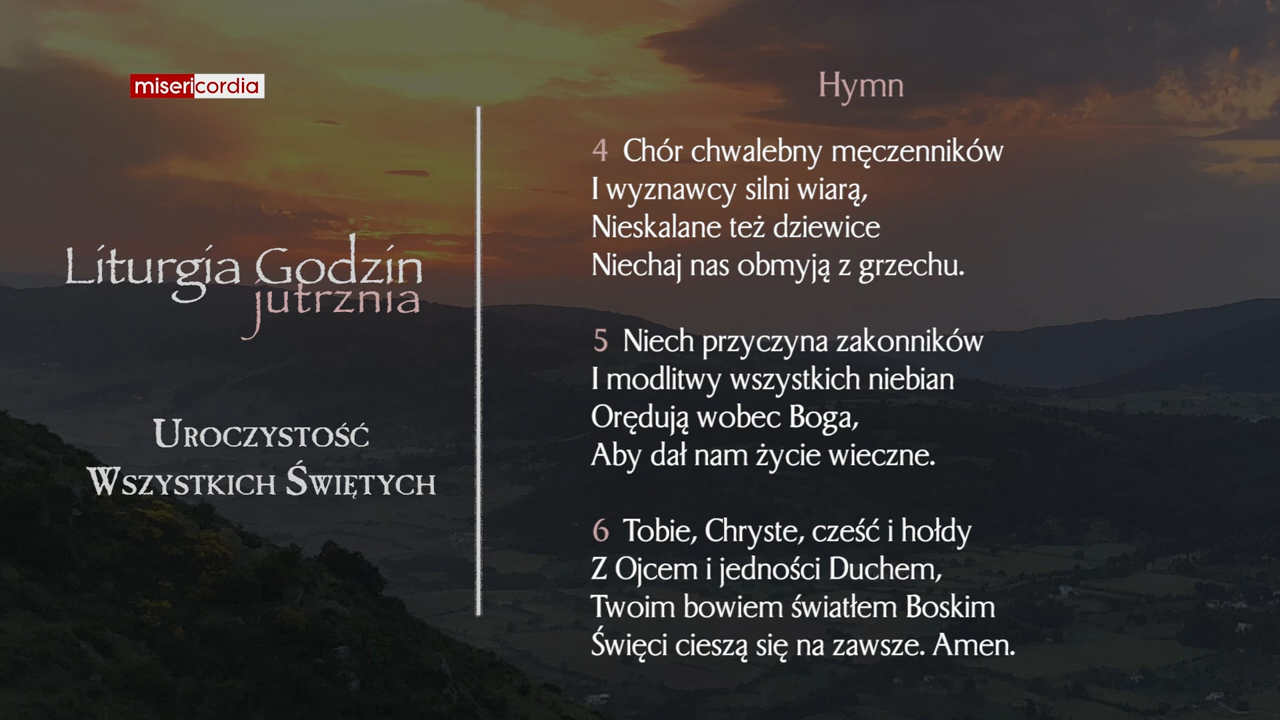 misericordia
Liturgia Godzin
jutrznia
Uroczystość
Wszystkich Świętych
Hymn
4 Chór chwalebny męczenników
I wyznawcy silni wiarą,
Nieskalane też dziewice
Niechaj nas obmyją z grzechu.
5 Niech przyczyna zakonników
I modlitwy wszystkich niebian
Orędują wobec Boga,
Aby dał nam życie wieczne.
6 Tobie, Chryste, cześć i hołdy
Z Ojcem i jedności Duchem,
Twoim bowiem światłem Boskim
Święci cieszą się na zawsze. Amen.